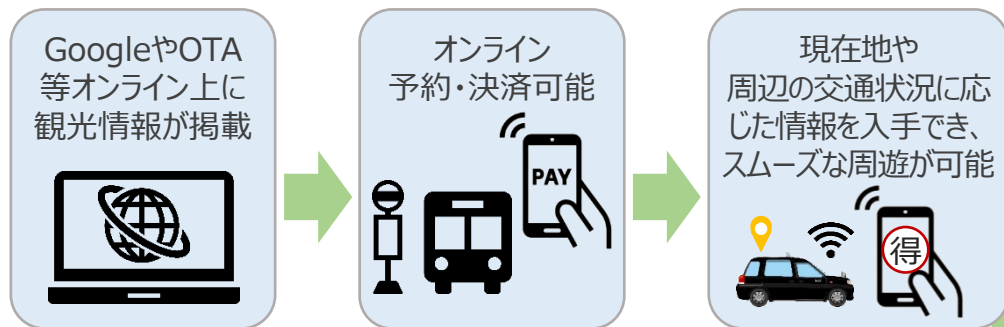 GoogleやOTA
等オンライン上に
観光情報が掲載
オンライン
予約・決済可能
PAY
現在地や
周辺の交通状況に応
じた情報を入手でき、
スムーズな周遊が可能
得